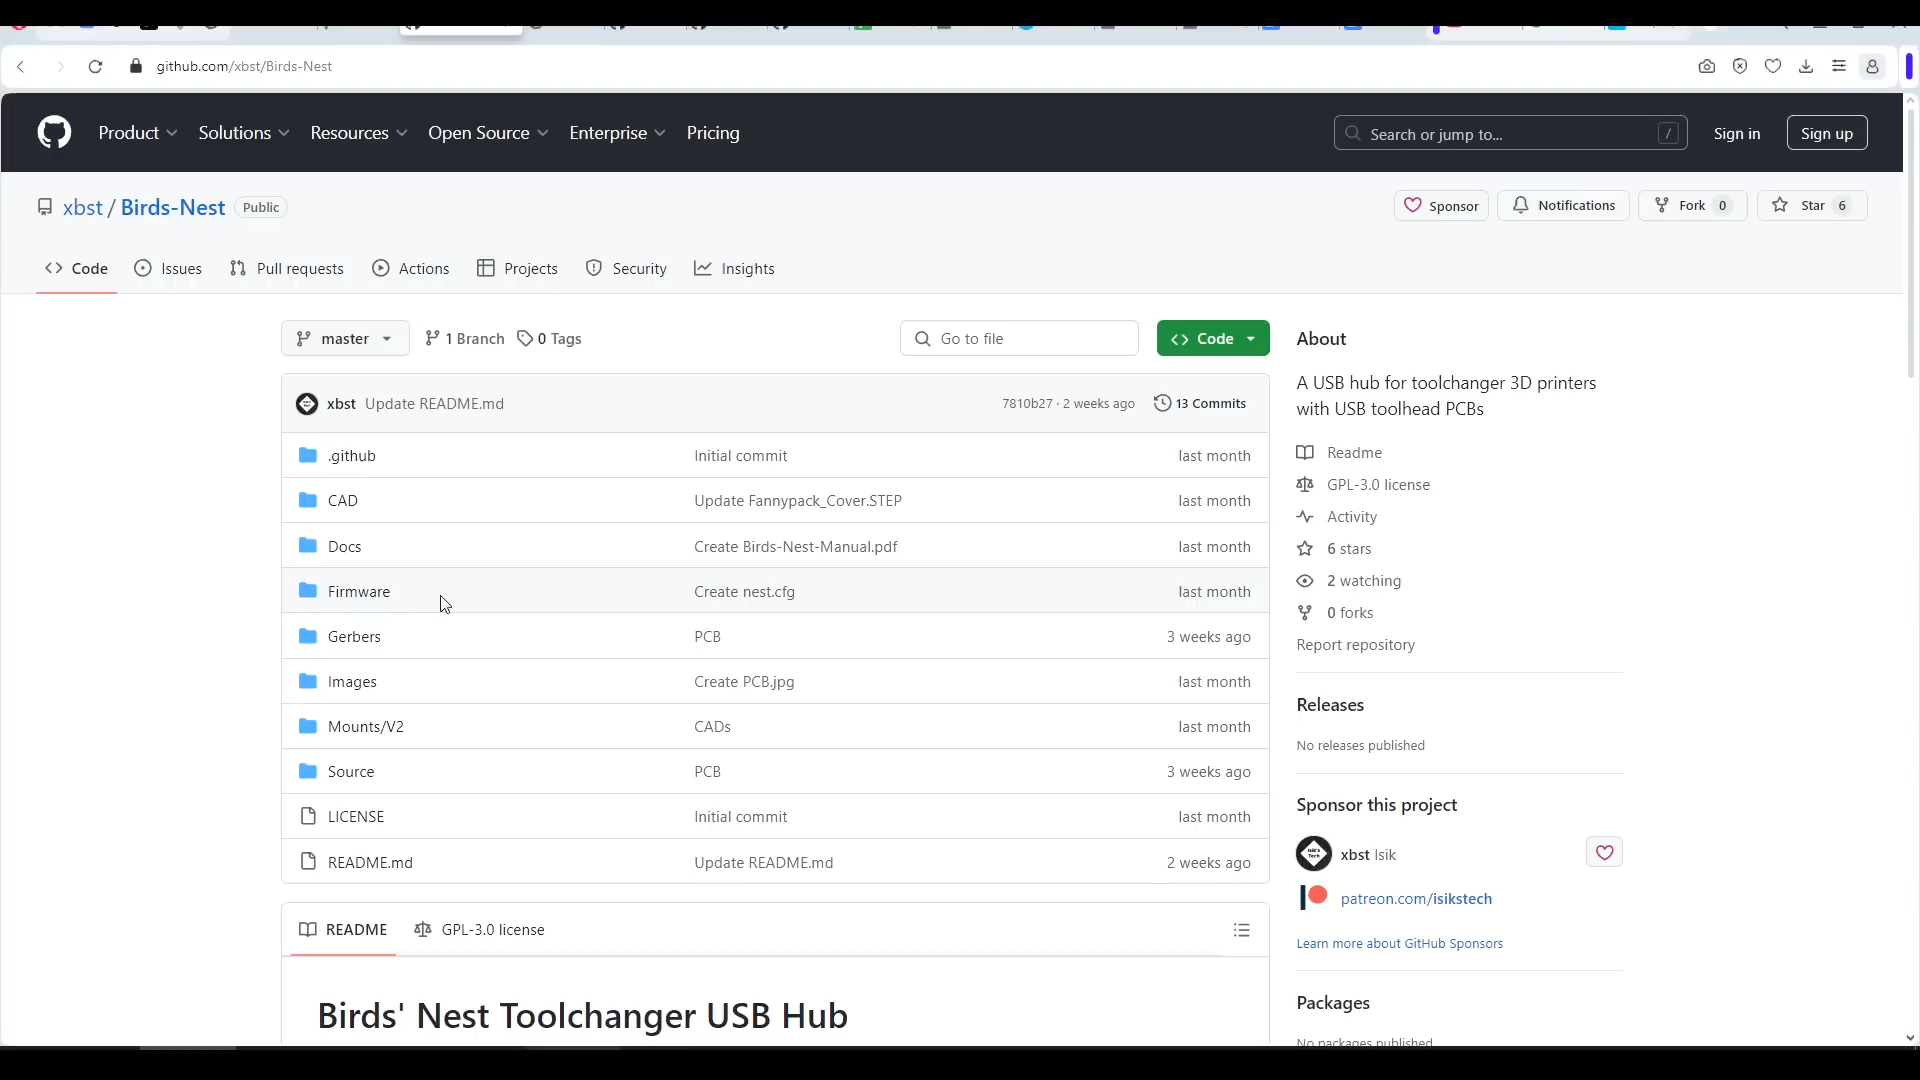 github.com/xbst/Birds-Nest
Product Solutions Resources Open Source Enterprise Pricing
Search or jump to... /
Sign in
Sign up
xbst / Birds-Nest Public
Sponsor Notifications Fork 0 Star 6
Code Issues Pull requests Actions Projects Security Insights
master 1 Branch 0 Tags
Go to file
Code
xbst Update README.md 7810b27 · 2 weeks ago 13 Commits
.github Initial commit last month
CAD Update Fannypack_Cover.STEP last month
Docs Create Birds-Nest-Manual.pdf last month
Firmware Create nest.cfg last month
Gerbers PCB 3 weeks ago
Images Create PCB.jpg last month
Mounts/V2 CADs last month
Source PCB 3 weeks ago
LICENSE Initial commit last month
README.md Update README.md 2 weeks ago
README GPL-3.0 license
Birds' Nest Toolchanger USB Hub
About
A USB hub for toolchanger 3D printers
with USB toolhead PCBs
Readme
GPL-3.0 license
Activity
6 stars
2 watching
0 forks
Report repository
Releases
No releases published
Sponsor this project
xbst Isik
patreon.com/isikstech
Learn more about GitHub Sponsors
Packages
No packages published